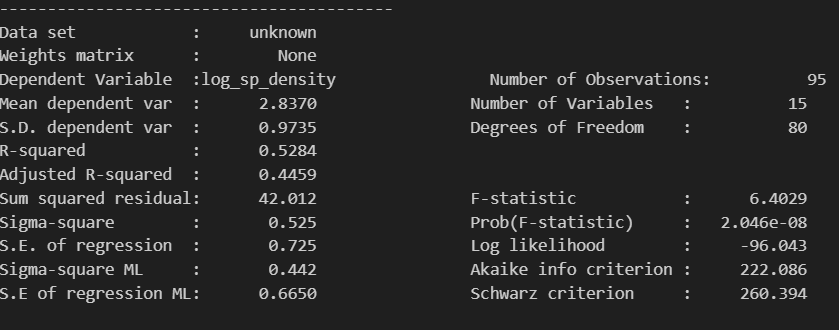 -----------------------------------------
Data set            :     unknown
Weights matrix      :        None
Dependent Variable  :log_sp_density                Number of Observations:          95
Mean dependent var  :      2.8370                Number of Variables   :          15
S.D. dependent var  :      0.9735                Degrees of Freedom    :          80
R-squared           :      0.5284
Adjusted R-squared  :      0.4459
Sum squared residual:      42.012                F-statistic           :      6.4029
Sigma-square        :       0.525                Prob(F-statistic)     :   2.046e-08
S.E. of regression  :       0.725                Log likelihood        :     -96.043
Sigma-square ML     :       0.442                Akaike info criterion :     222.086
S.E of regression ML:      0.6650                Schwarz criterion     :     260.394